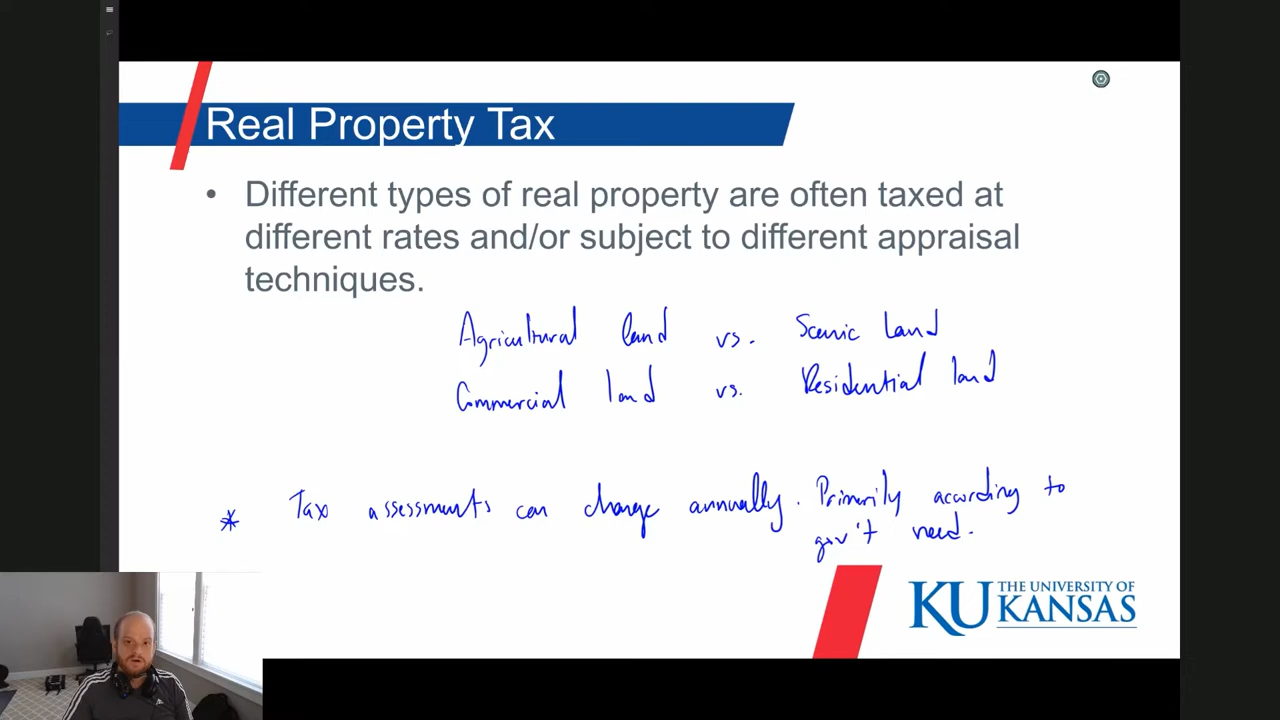 Real Property Tax
• Different types of real property are often taxed at
different rates and/or subject to different appraisal
techniques.
Agricultural land vs. Scenic Land
Commercial land vs. Residential land
* Tax assessments can change annually. Primarily according to
gov't need.
KU THE UNIVERSITY OF
KANSAS